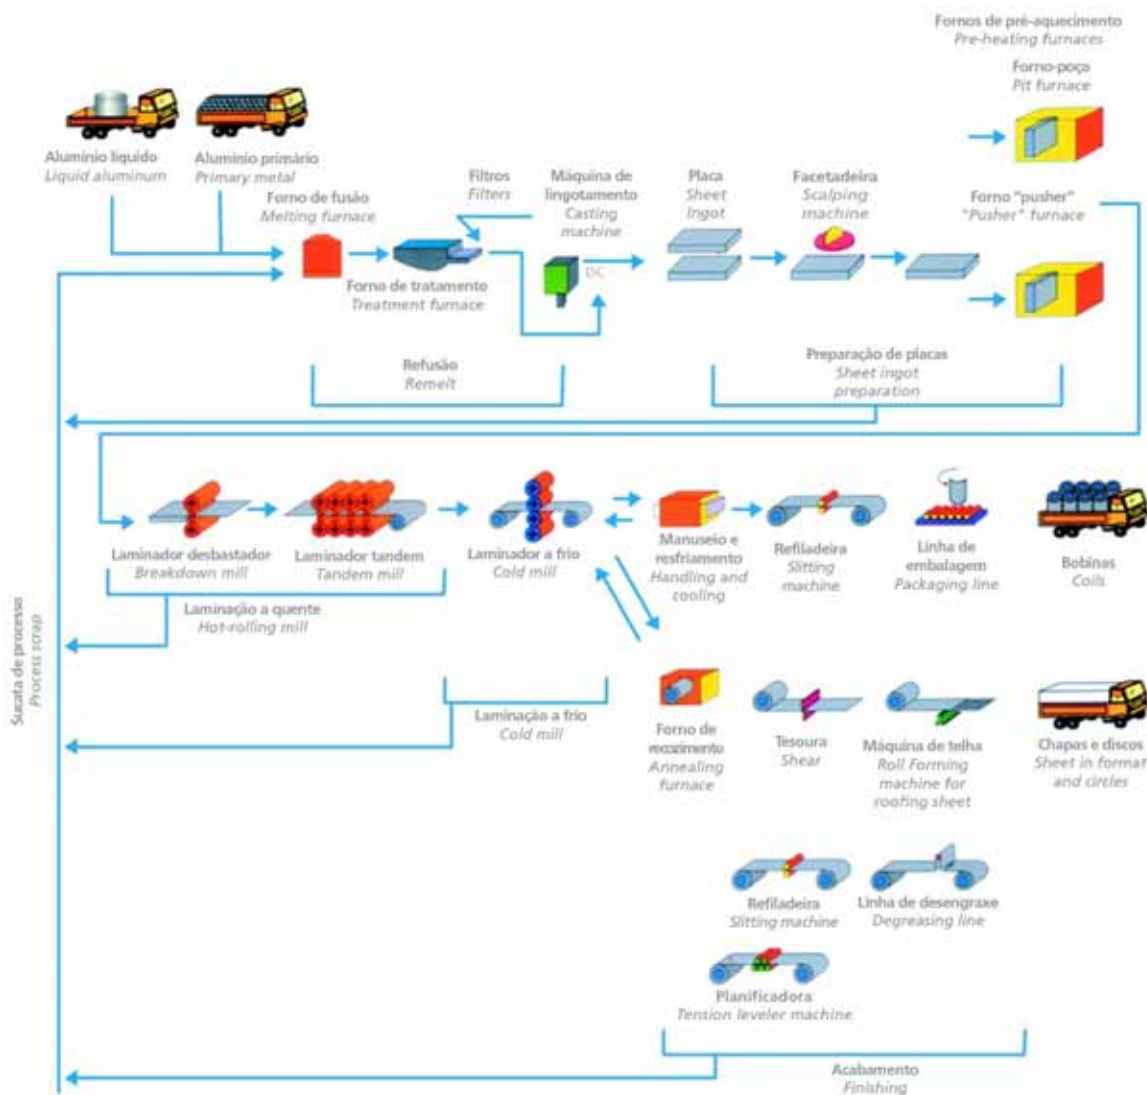 Fornos de pré-aquecimento
Pre-heating furnaces
Forno-poça
Pit furnace
Alumínio líquido
Liquid aluminum
Alumínio primário
Primary metal
Forno de fusão
Melting furnace
Filtros
Filters
Máquina de
lingotamento
Casting
machine
Placa
Sheet
Ingot
Facetadeira
Scalping
machine
Forno "pusher"
"Pusher" furnace
DC
Forno de tratamento
Treatment furnace
Refusão
Remelt
Preparação de placas
Sheet ingot
preparation
Laminador desbastador
Breakdown mill
Laminador tandem
Tandem mill
Laminador a frio
Cold mill
Manuseio e
resfriamento
Handling and
cooling
Refiladeira
Slitting
machine
Linha de
embalagem
Packaging line
Bobinas
Coils
Laminação a quente
Hot-rolling mill
Sucata de processo
Process scrap
Laminação a frio
Cold mill
Forno de
recozimento
Annealing
furnace
Tesoura
Shear
Máquina de telha
Roll Forming
machine for
roofing sheet
Chapas e discos
Sheet in format
and circles
Refiladeira
Slitting machine
Linha de desengraxe
Degreasing line
Planificadora
Tension leveler machine
Acabamento
Finishing